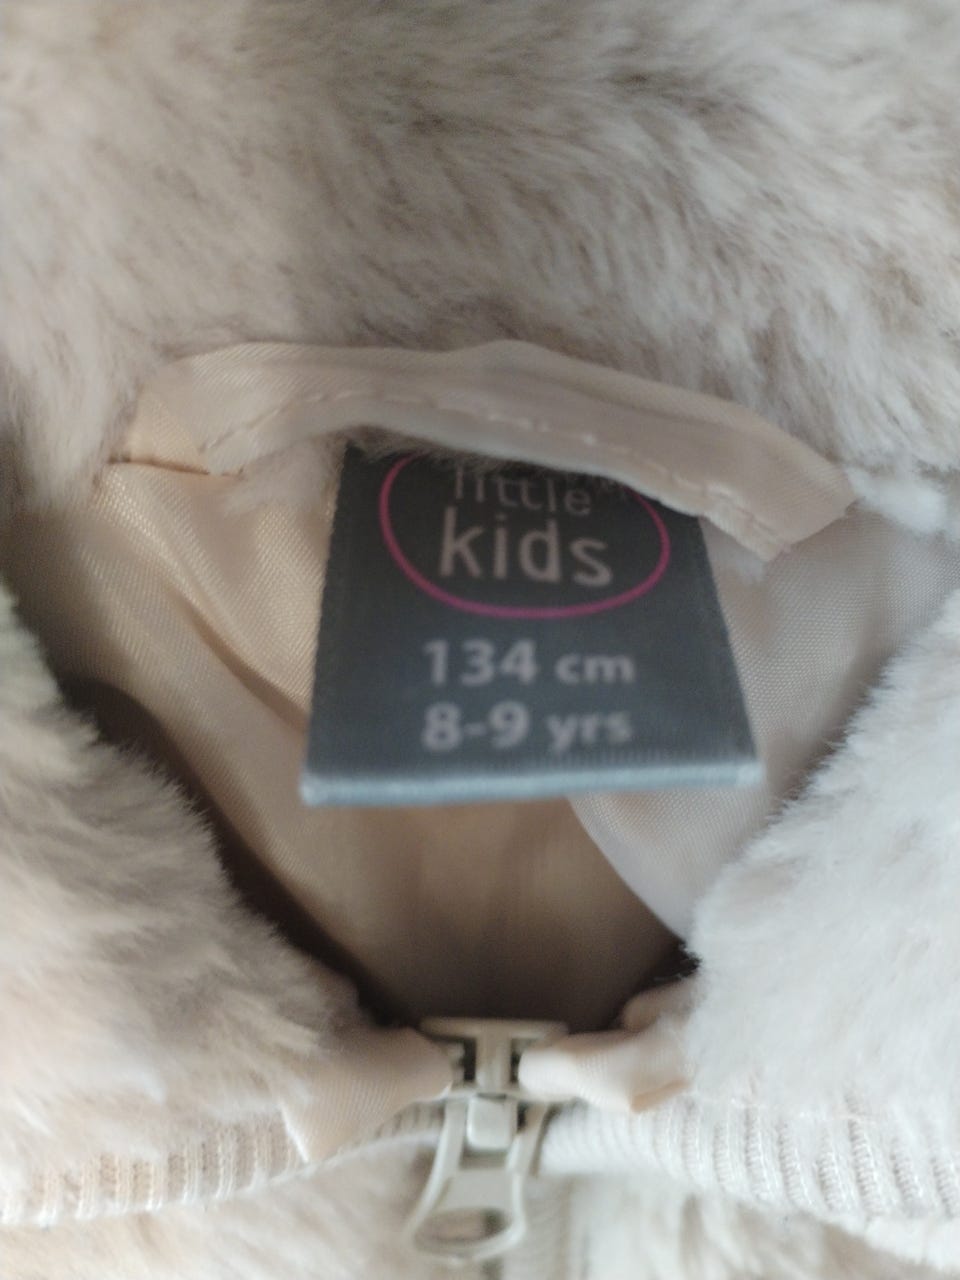 little
kids
134 cm
8-9 yrs